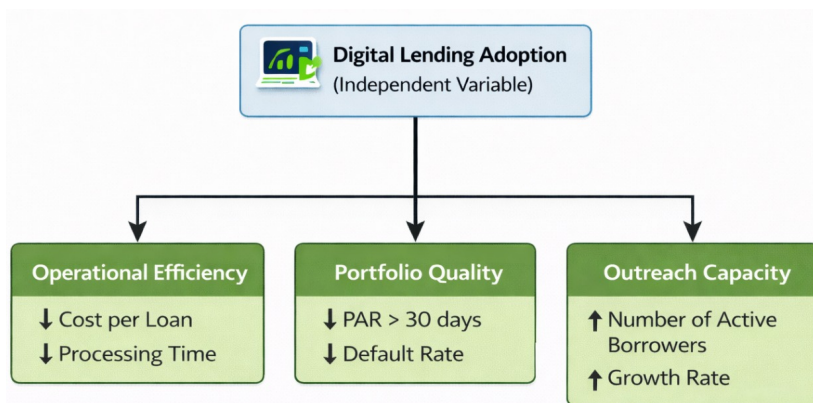 Digital Lending Adoption
(Independent Variable)
Operational Efficiency
↓ Cost per Loan
↓ Processing Time
Portfolio Quality
↓ PAR > 30 days
↓ Default Rate
Outreach Capacity
↑ Number of Active
Borrowers
↑ Growth Rate